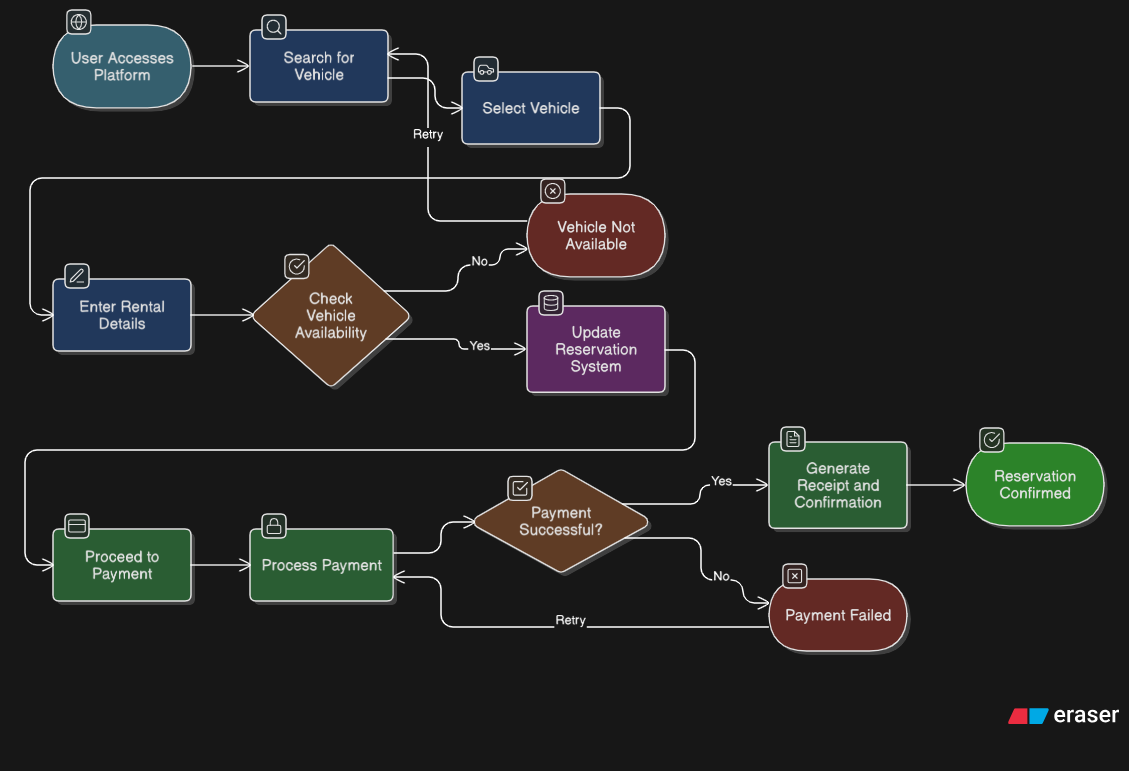 User Accesses
Platform
Search for
Vehicle
Select Vehicle
Retry
Vehicle Not
Available
No
Enter Rental
Details
Check
Vehicle
Availability
Yes
Update
Reservation
System
Proceed to
Payment
Process Payment
Payment
Successful?
Yes
Generate
Receipt and
Confirmation
Reservation
Confirmed
No
Payment Failed
Retry
eraser